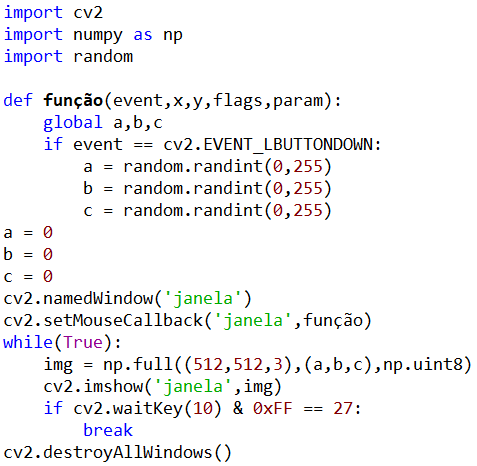 import cv2
import numpy as np
import random

def função(event,x,y,flags,param):
    global a,b,c
    if event == cv2.EVENT_LBUTTONDOWN:
        a = random.randint(0,255)
        b = random.randint(0,255)
        c = random.randint(0,255)
a = 0
b = 0
c = 0
cv2.namedWindow('janela')
cv2.setMouseCallback('janela',função)
while(True):
    img = np.full((512,512,3),(a,b,c),np.uint8)
    cv2.imshow('janela',img)
    if cv2.waitKey(10) & 0xFF == 27:
        break
cv2.destroyAllWindows()